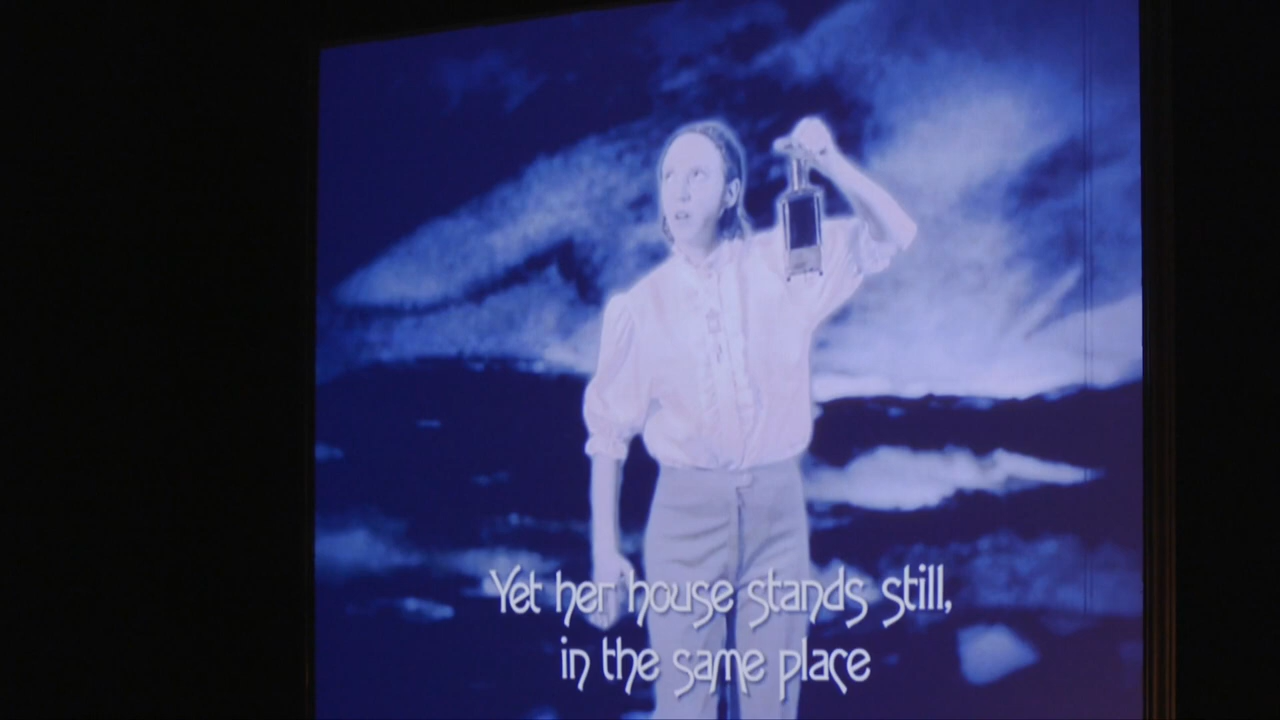 Yet her house stands still,
in the same place